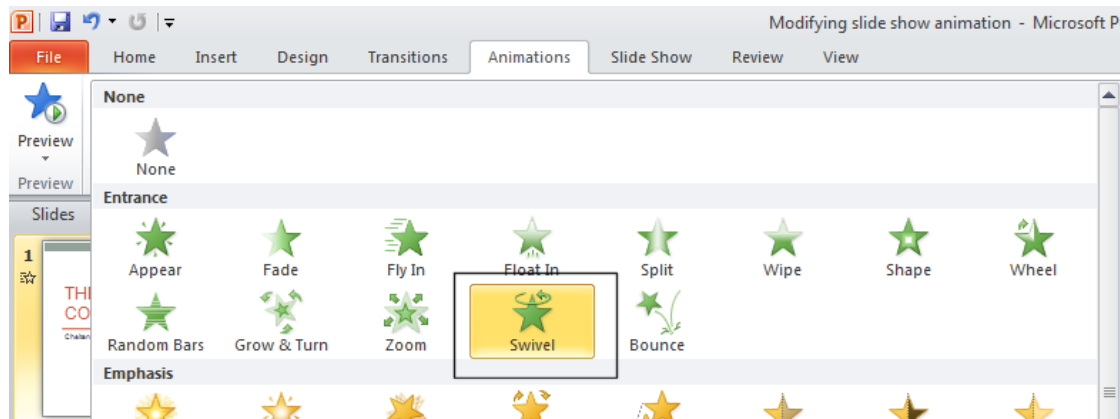 Modifying slide show animation - Microsoft P
File Home Insert Design Transitions Animations Slide Show Review View
Preview
Preview
None
None
Entrance
Appear Fade Fly In Float In Split Wipe Shape Wheel
Random Bars Grow & Turn Zoom Swivel Bounce
Emphasis
Slides
1
THE
CO